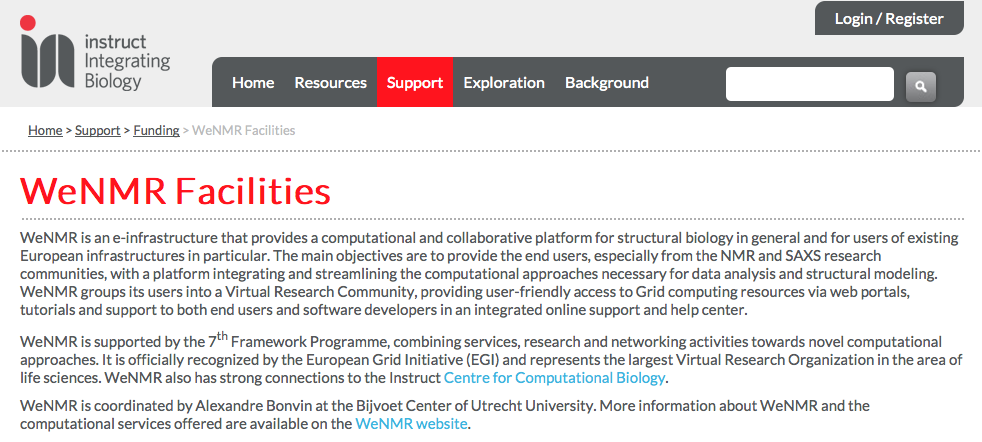 Login / Register
instruct
Integrating
Biology
Home Resources Support Exploration Background
Home > Support > Funding > WeNMR Facilities
WeNMR Facilities
WeNMR is an e-infrastructure that provides a computational and collaborative platform for structural biology in general and for users of existing
European infrastructures in particular. The main objectives are to provide the end users, especially from the NMR and SAXS research
communities, with a platform integrating and streamlining the computational approaches necessary for data analysis and structural modeling.
WeNMR groups its users into a Virtual Research Community, providing user-friendly access to Grid computing resources via web portals,
tutorials and support to both end users and software developers in an integrated online support and help center.
WeNMR is supported by the 7th Framework Programme, combining services, research and networking activities towards novel computational
approaches. It is officially recognized by the European Grid Initiative (EGI) and represents the largest Virtual Research Organization in the area of
life sciences. WeNMR also has strong connections to the Instruct Centre for Computational Biology.
WeNMR is coordinated by Alexandre Bonvin at the Bijvoet Center of Utrecht University. More information about WeNMR and the
computational services offered are available on the WeNMR website.